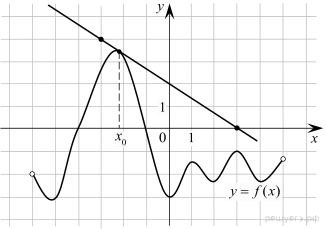 y
1
x₀
0
1
x
y = f(x)
решуегэ.рф